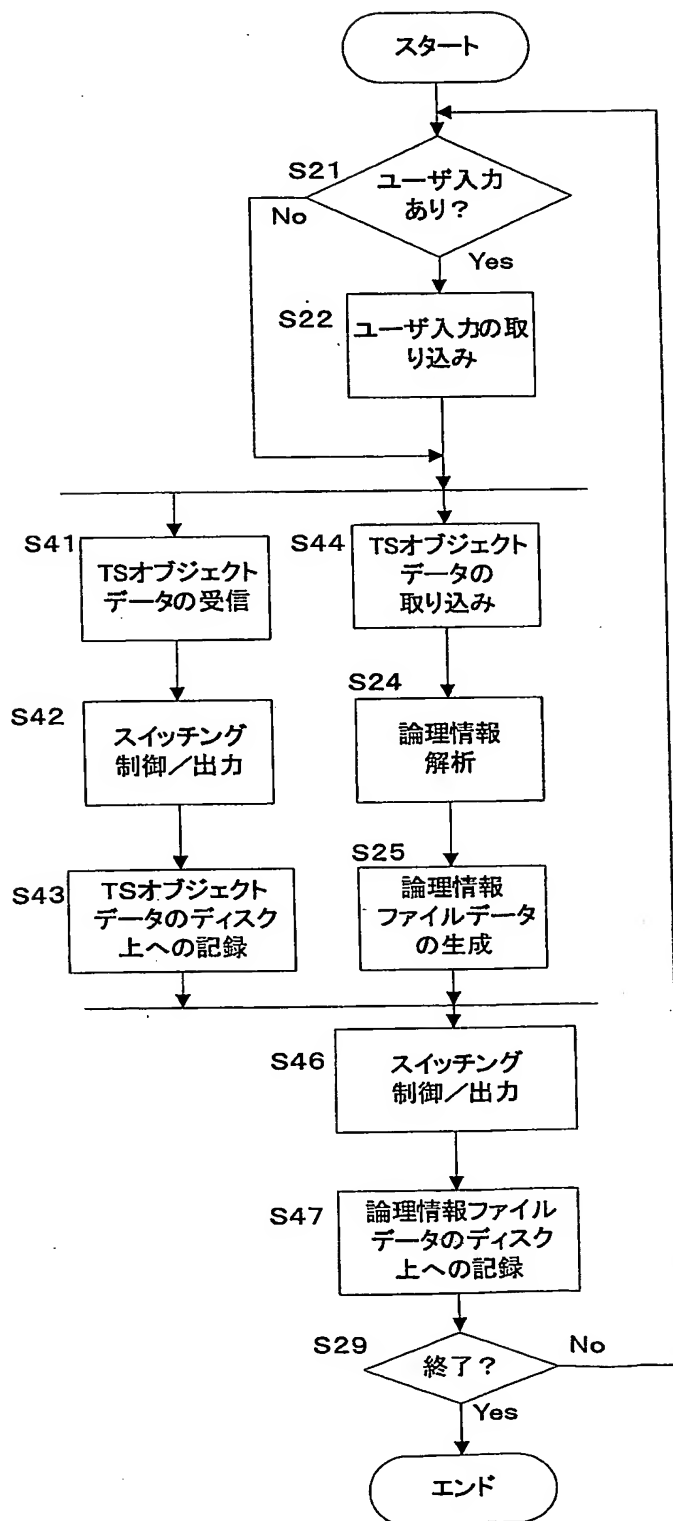 スタート
S21
ユーザ入力
あり?
No
Yes
S22
ユーザ入力の取
り込み
S41
TSオブジェクト
データの受信
S44
TSオブジェクト
データの
取り込み
S42
スイッチング
制御/出力
S24
論理情報
解析
S43
TSオブジェクト
データのディスク
上への記録
S25
論理情報
ファイルデータ
の生成
S46
スイッチング
制御/出力
S47
論理情報ファイル
データのディスク
上への記録
S29
終了?
No
Yes
エンド